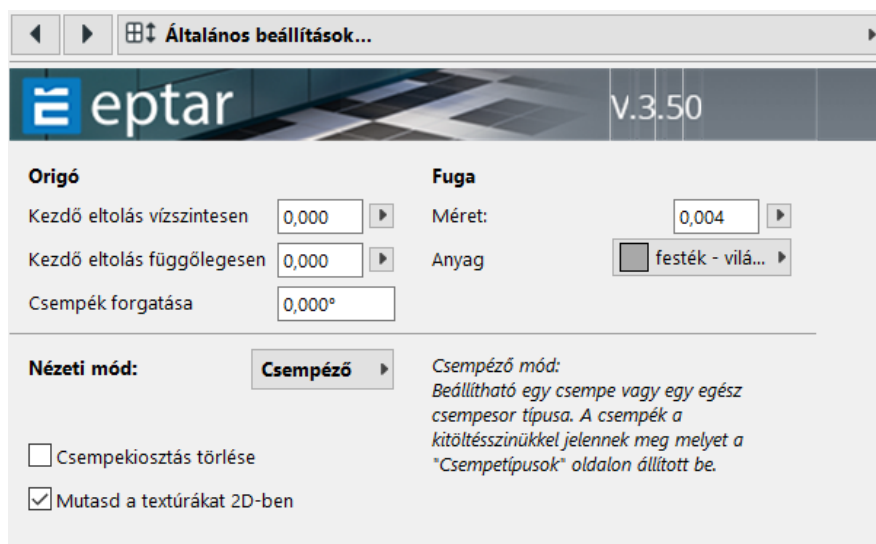 Általános beállítások...
eptar
V.3.50
Origó
Fuga
Kezdő eltolás vízszintesen 0,000
Méret: 0,004
Kezdő eltolás függőlegesen 0,000
Anyag festék - vilá...
Csempék forgatása 0,000°
Nézeti mód: Csempéző
Csempéző mód:
Beállítható egy csempe vagy egy egész
csempesor típusa. A csempék a
kitöltésszinükkel jelennek meg melyet a
"Csempetípusok" oldalon állított be.
Csempekiosztás törlése
Mutasd a textúrákat 2D-ben